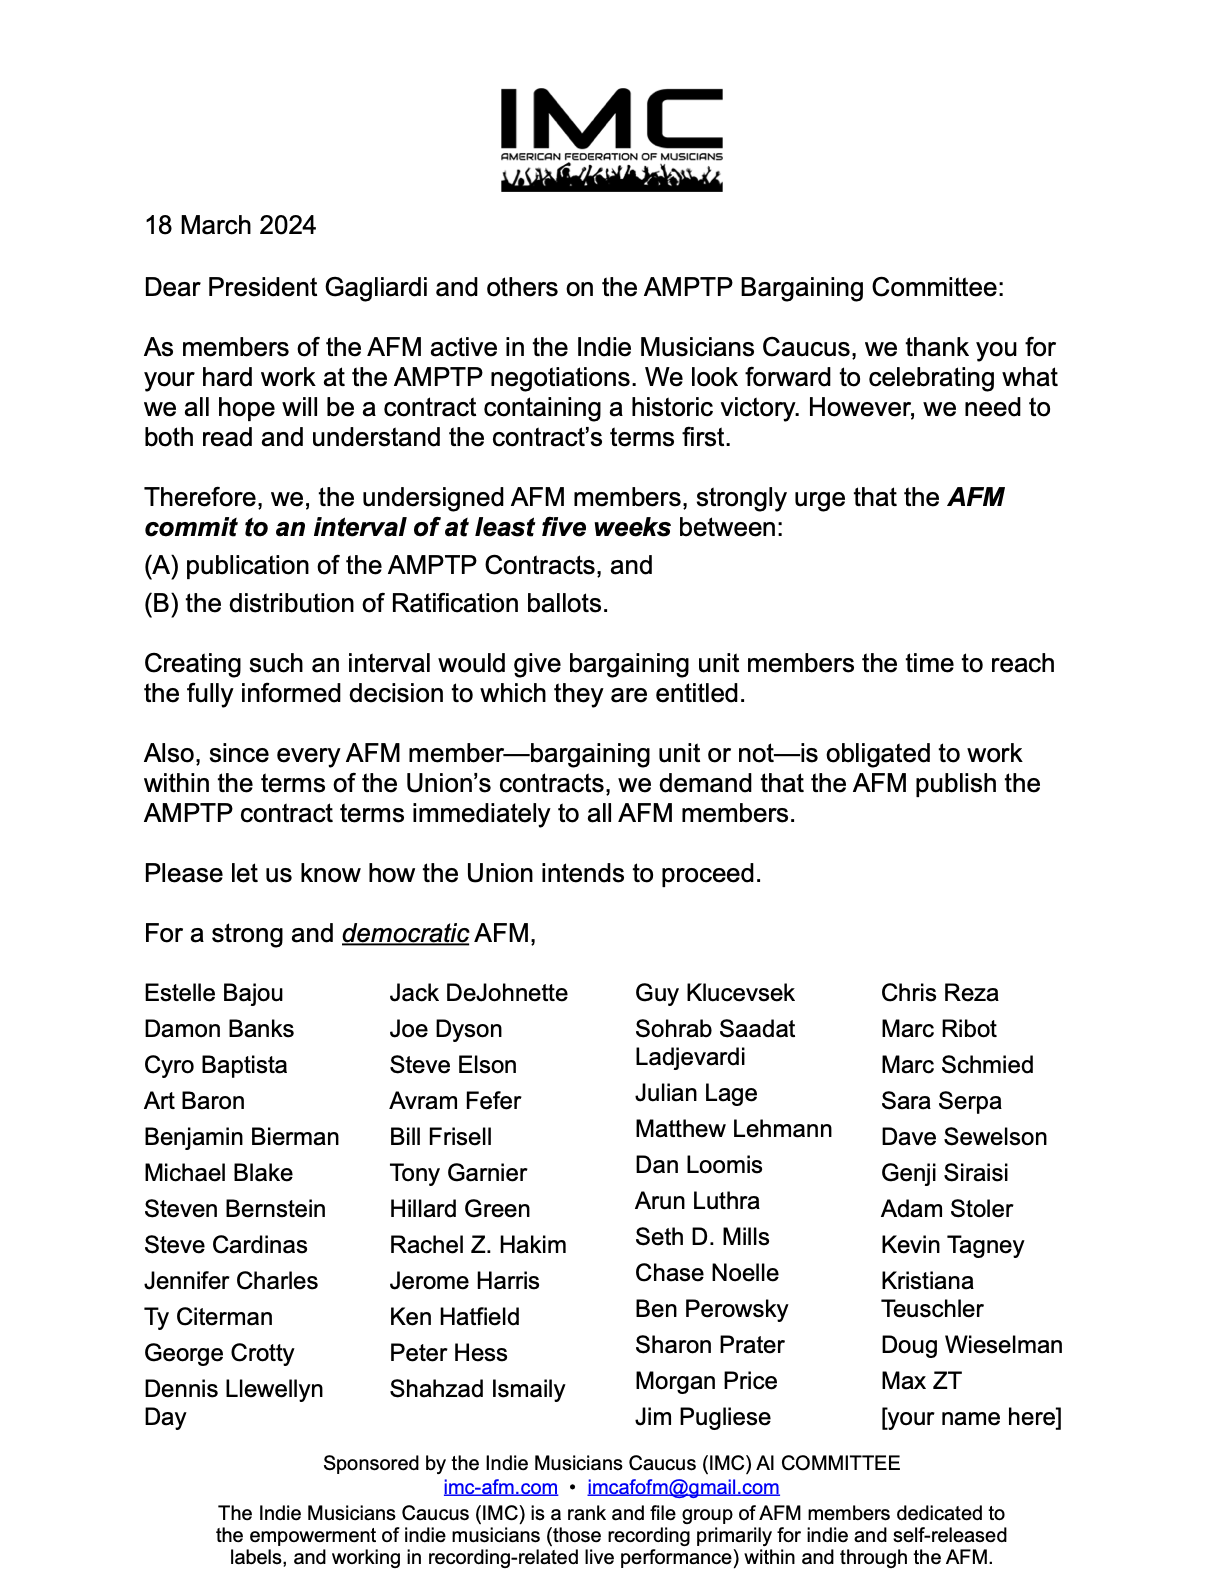 IMC
AMERICAN FEDERATION OF MUSICIANS
18 March 2024
Dear President Gagliardi and others on the AMPTP Bargaining Committee:
As members of the AFM active in the Indie Musicians Caucus, we thank you for
your hard work at the AMPTP negotiations. We look forward to celebrating what
we all hope will be a contract containing a historic victory. However, we need to
both read and understand the contract’s terms first.
Therefore, we, the undersigned AFM members, strongly urge that the AFM
commit to an interval of at least five weeks between:
(A) publication of the AMPTP Contracts, and
(B) the distribution of Ratification ballots.
Creating such an interval would give bargaining unit members the time to reach
the fully informed decision to which they are entitled.
Also, since every AFM member—bargaining unit or not—is obligated to work
within the terms of the Union’s contracts, we demand that the AFM publish the
AMPTP contract terms immediately to all AFM members.
Please let us know how the Union intends to proceed.
For a strong and democratic AFM,
Estelle Bajou
Damon Banks
Cyro Baptista
Art Baron
Benjamin Bierman
Michael Blake
Steven Bernstein
Steve Cardinas
Jennifer Charles
Ty Citerman
George Crotty
Dennis Llewellyn
Day
Jack DeJohnette
Joe Dyson
Steve Elson
Avram Fefer
Bill Frisell
Tony Garnier
Hillard Green
Rachel Z. Hakim
Jerome Harris
Ken Hatfield
Peter Hess
Shahzad Ismaily
Guy Klucevsek
Sohrab Saadat
Ladjevardi
Julian Lage
Matthew Lehmann
Dan Loomis
Arun Luthra
Seth D. Mills
Chase Noelle
Ben Perowsky
Sharon Prater
Morgan Price
Jim Pugliese
Chris Reza
Marc Ribot
Marc Schmied
Sara Serpa
Dave Sewelson
Genji Siraisi
Adam Stoler
Kevin Tagney
Kristiana
Teuschler
Doug Wieselman
Max ZT
[your name here]
Sponsored by the Indie Musicians Caucus (IMC) AI COMMITTEE
imc-afm.com • imcafofm@gmail.com
The Indie Musicians Caucus (IMC) is a rank and file group of AFM members dedicated to
the empowerment of indie musicians (those recording primarily for indie and self-released
labels, and working in recording-related live performance) within and through the AFM.